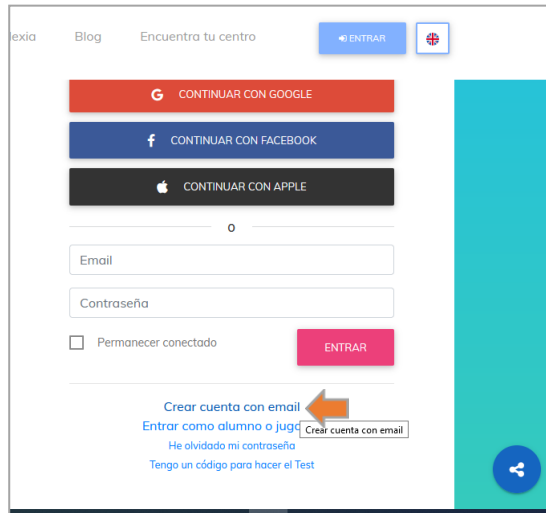 lexia Blog Encuentra tu centro ENTRAR
G CONTINUAR CON GOOGLE
f CONTINUAR CON FACEBOOK
CONTINUAR CON APPLE
O
Email
Contraseña
Permanecer conectado ENTRAR
Crear cuenta con email
Entrar como alumno o jug
Crear cuenta con email
He olvidado mi contraseña
Tengo un código para hacer el Test